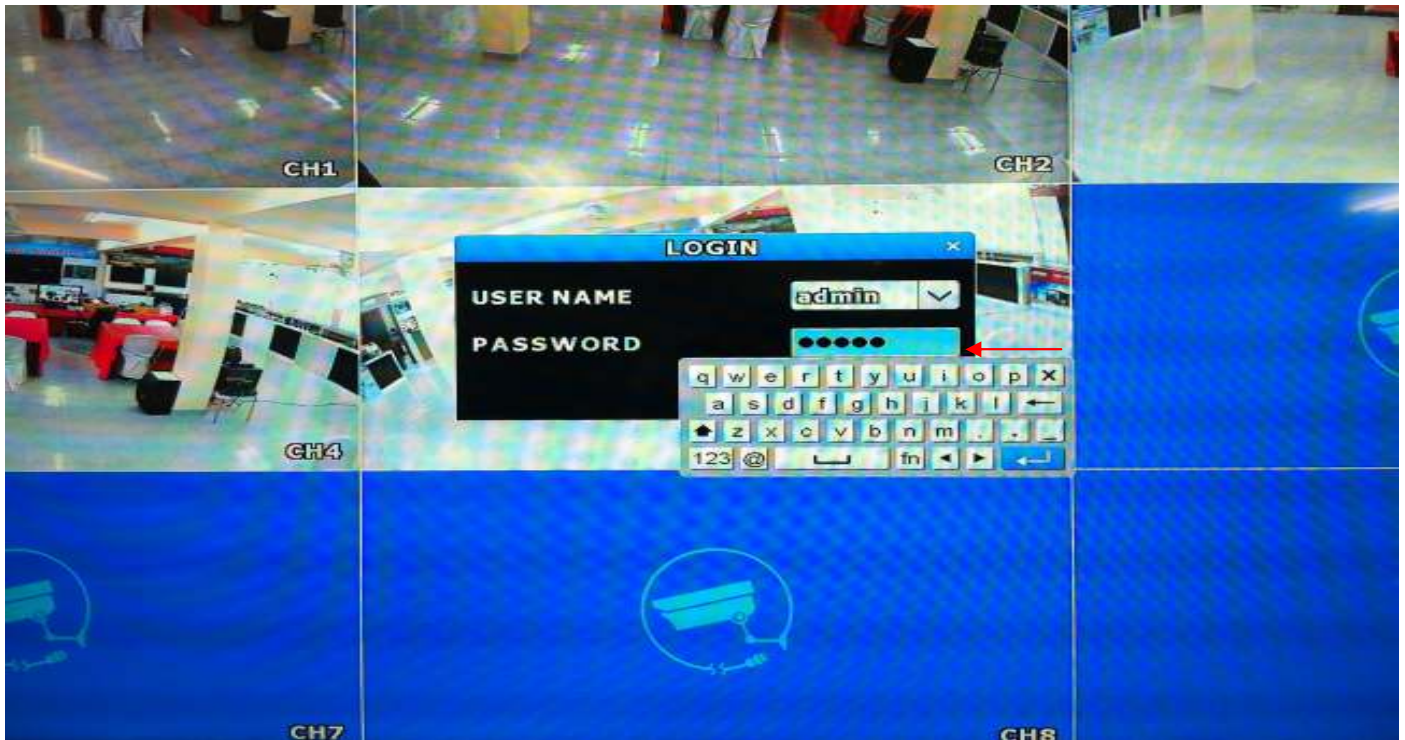 CH1
CH2
LOGIN ×
USER NAME admin
PASSWORD ●●●●●
q w e r t y u i o p X
a s d f g h j k l ←
z x c v b n m , . _
123 @ fn ◄ ►
CH4
CH7
CH8